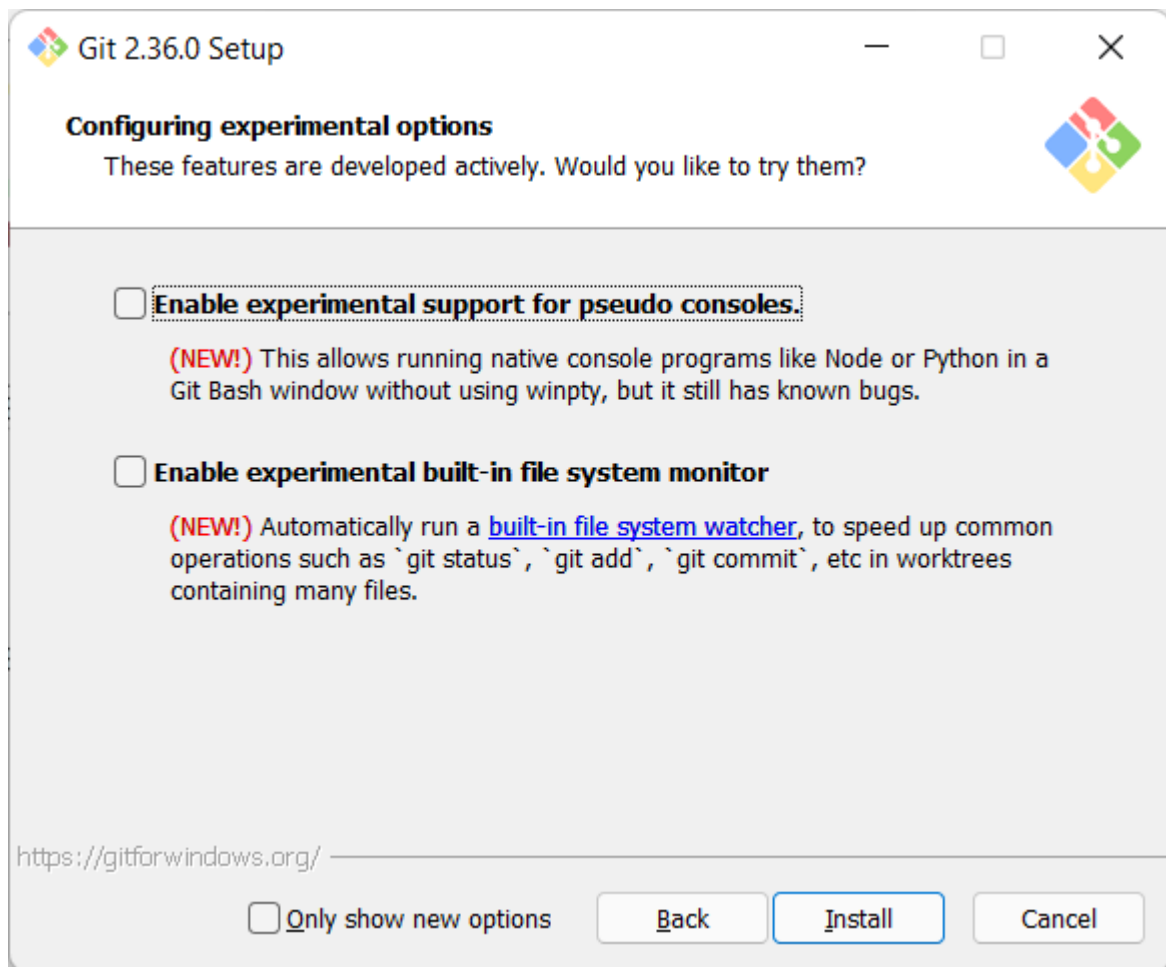 Git 2.36.0 Setup
Configuring experimental options
These features are developed actively. Would you like to try them?
Enable experimental support for pseudo consoles.
(NEW!) This allows running native console programs like Node or Python in a
Git Bash window without using winpty, but it still has known bugs.
Enable experimental built-in file system monitor
(NEW!) Automatically run a built-in file system watcher, to speed up common
operations such as `git status`, `git add`, `git commit`, etc in worktrees
containing many files.
https://gitforwindows.org/
Only show new options
Back
Install
Cancel